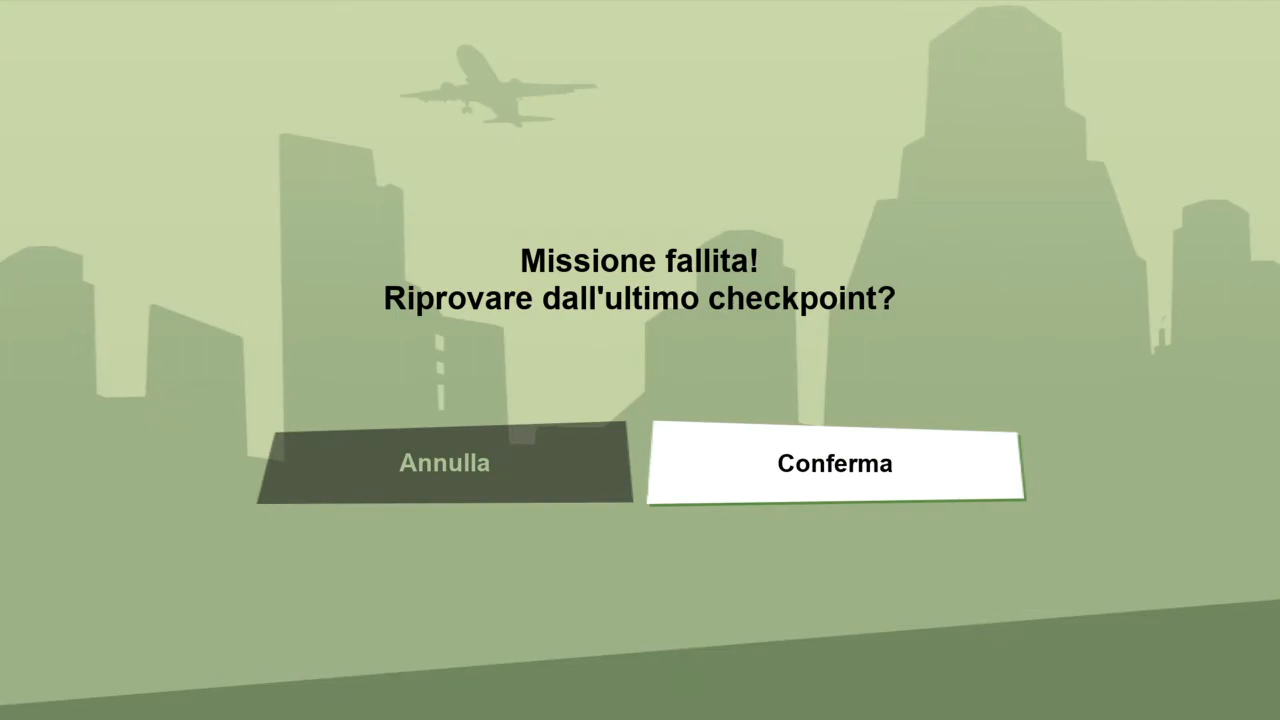 Missione fallita!
Riprovare dall'ultimo checkpoint?
Annulla
Conferma